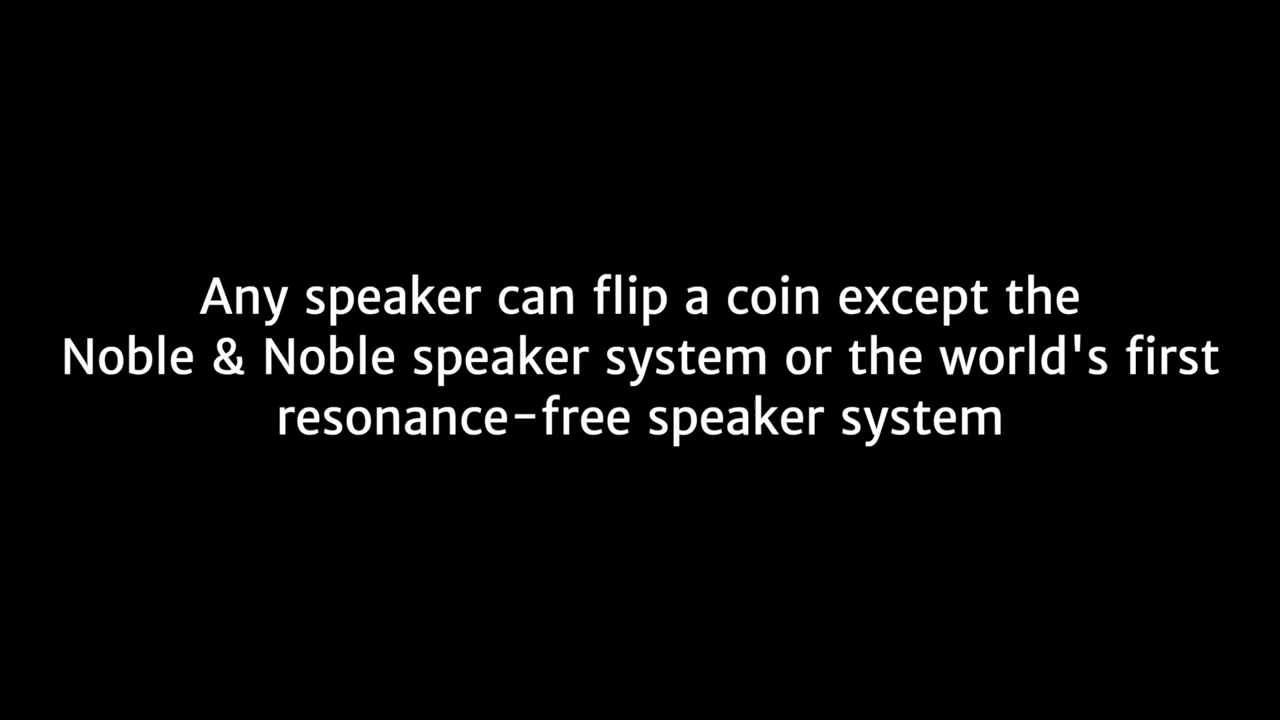 Any speaker can flip a coin except the
Noble & Noble speaker system or the world's first
resonance-free speaker system